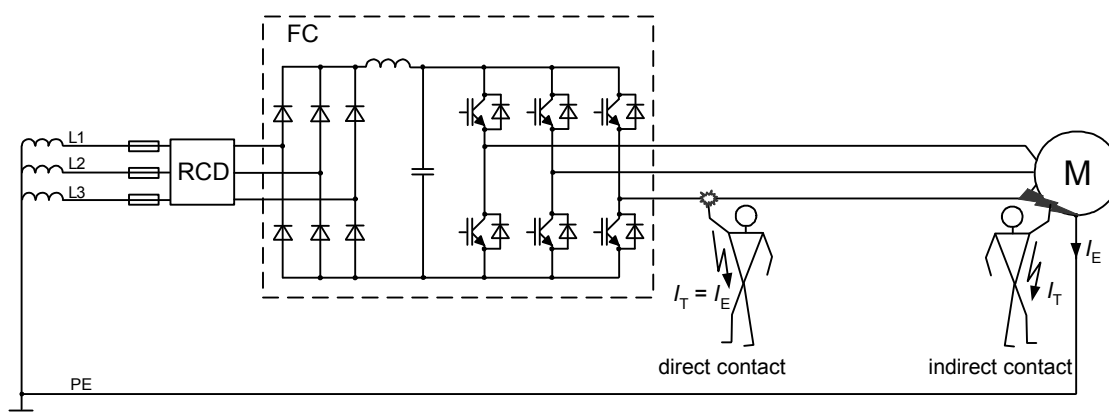 FC
L1
L2
L3
RCD
M
I_T = I_E
I_T
I_E
direct contact
indirect contact
PE